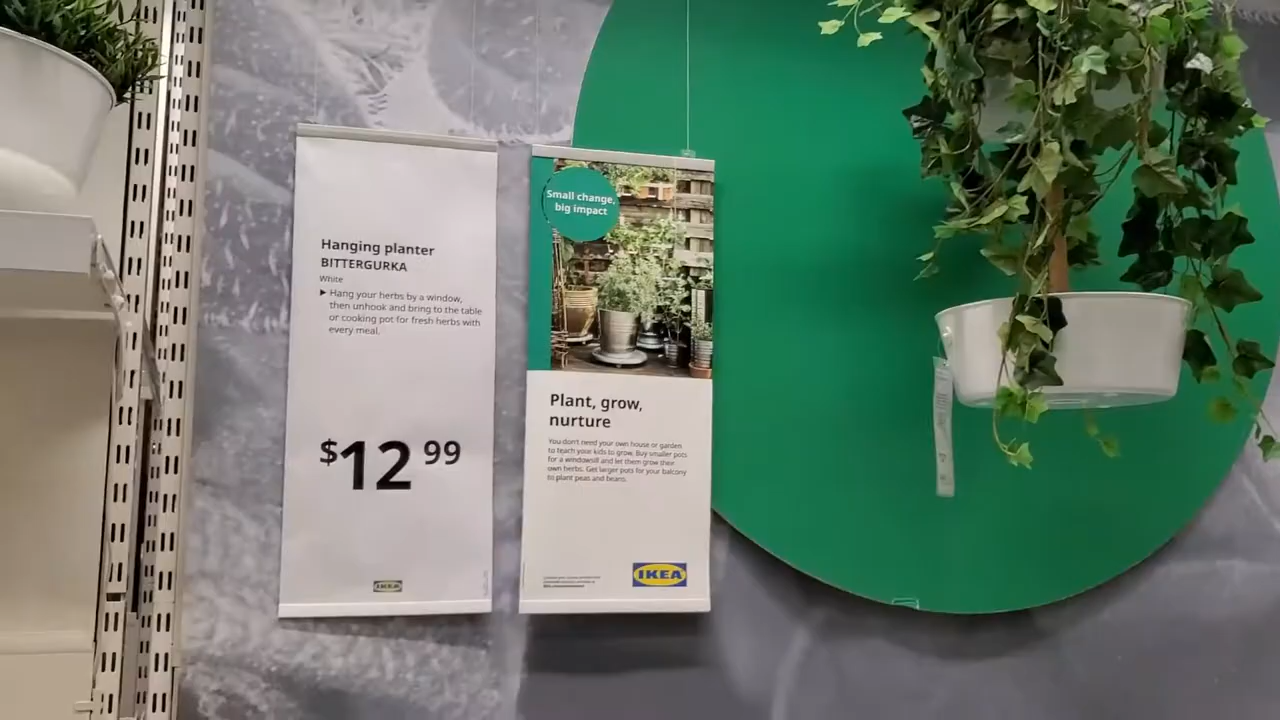 Hanging planter
BITTERGURKA
White
▶ Hang your herbs by a window,
then unhook and bring to the table
or cooking pot for fresh herbs with
every meal.
$12 99
IKEA
Small change,
big impact
Plant, grow,
nurture
You don't need your own house or garden
to teach your kids to grow. Buy smaller pots
for a windowsill and let them grow their
own herbs. Get larger pots for your balcony
to plant peas and beans.
IKEA